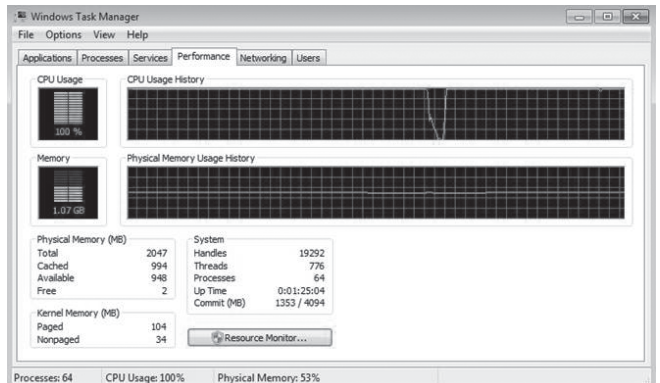 Windows Task Manager
File Options View Help
Applications Processes Services Performance Networking Users
CPU Usage CPU Usage History
100 %
Memory Physical Memory Usage History
1.07 GB
Physical Memory (MB)
Total 2047
Cached 994
Available 948
Free 2
Kernel Memory (MB)
Paged 104
Nonpaged 34
System
Handles 19292
Threads 776
Processes 64
Up Time 0:01:25:04
Commit (MB) 1353 / 4094
Resource Monitor...
Processes: 64 CPU Usage: 100% Physical Memory: 53%